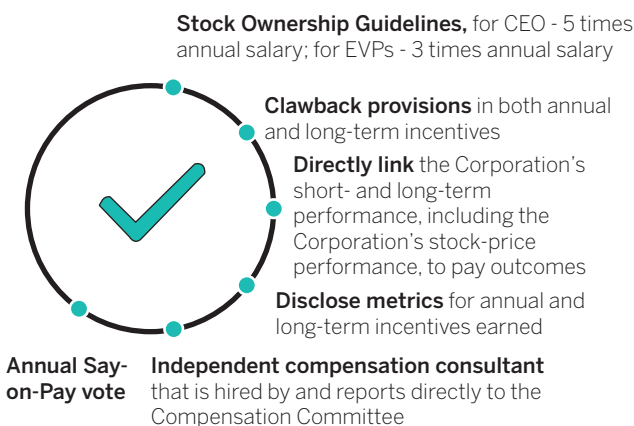 Stock Ownership Guidelines, for CEO - 5 times
annual salary; for EVPs - 3 times annual salary
Clawback provisions in both annual
and long-term incentives
Directly link the Corporation's
short- and long-term
performance, including the
Corporation's stock-price
performance, to pay outcomes
Disclose metrics for annual and
long-term incentives earned
Annual Say-
on-Pay vote
Independent compensation consultant
that is hired by and reports directly to the
Compensation Committee